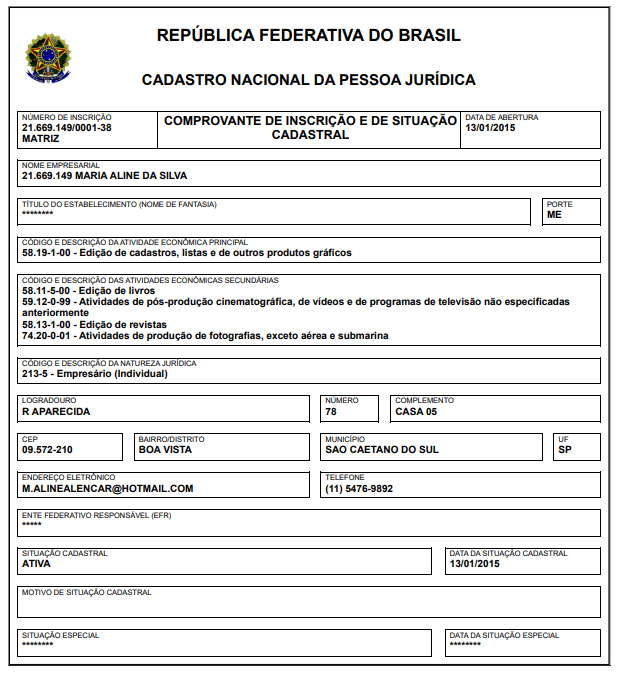 REPÚBLICA FEDERATIVA DO BRASIL
CADASTRO NACIONAL DA PESSOA JURÍDICA
NÚMERO DE INSCRIÇÃO
21.669.149/0001-38
MATRIZ
COMPROVANTE DE INSCRIÇÃO E DE SITUAÇÃO
CADASTRAL
DATA DE ABERTURA
13/01/2015
NOME EMPRESARIAL
21.669.149 MARIA ALINE DA SILVA
TÍTULO DO ESTABELECIMENTO (NOME DE FANTASIA)
********
PORTE
ME
CÓDIGO E DESCRIÇÃO DA ATIVIDADE ECONÔMICA PRINCIPAL
58.19-1-00 - Edição de cadastros, listas e de outros produtos gráficos
CÓDIGO E DESCRIÇÃO DAS ATIVIDADES ECONÔMICAS SECUNDÁRIAS
58.11-5-00 - Edição de livros
59.12-0-99 - Atividades de pós-produção cinematográfica, de vídeos e de programas de televisão não especificadas
anteriormente
58.13-1-00 - Edição de revistas
74.20-0-01 - Atividades de produção de fotografias, exceto aérea e submarina
CÓDIGO E DESCRIÇÃO DA NATUREZA JURÍDICA
213-5 - Empresário (Individual)
LOGRADOURO
R APARECIDA
NÚMERO
78
COMPLEMENTO
CASA 05
CEP
09.572-210
BAIRRO/DISTRITO
BOA VISTA
MUNICÍPIO
SAO CAETANO DO SUL
UF
SP
ENDEREÇO ELETRÔNICO
M.ALINEALENCAR@HOTMAIL.COM
TELEFONE
(11) 5476-9892
ENTE FEDERATIVO RESPONSÁVEL (EFR)
*****
SITUAÇÃO CADASTRAL
ATIVA
DATA DA SITUAÇÃO CADASTRAL
13/01/2015
MOTIVO DE SITUAÇÃO CADASTRAL
SITUAÇÃO ESPECIAL
********
DATA DA SITUAÇÃO ESPECIAL
********